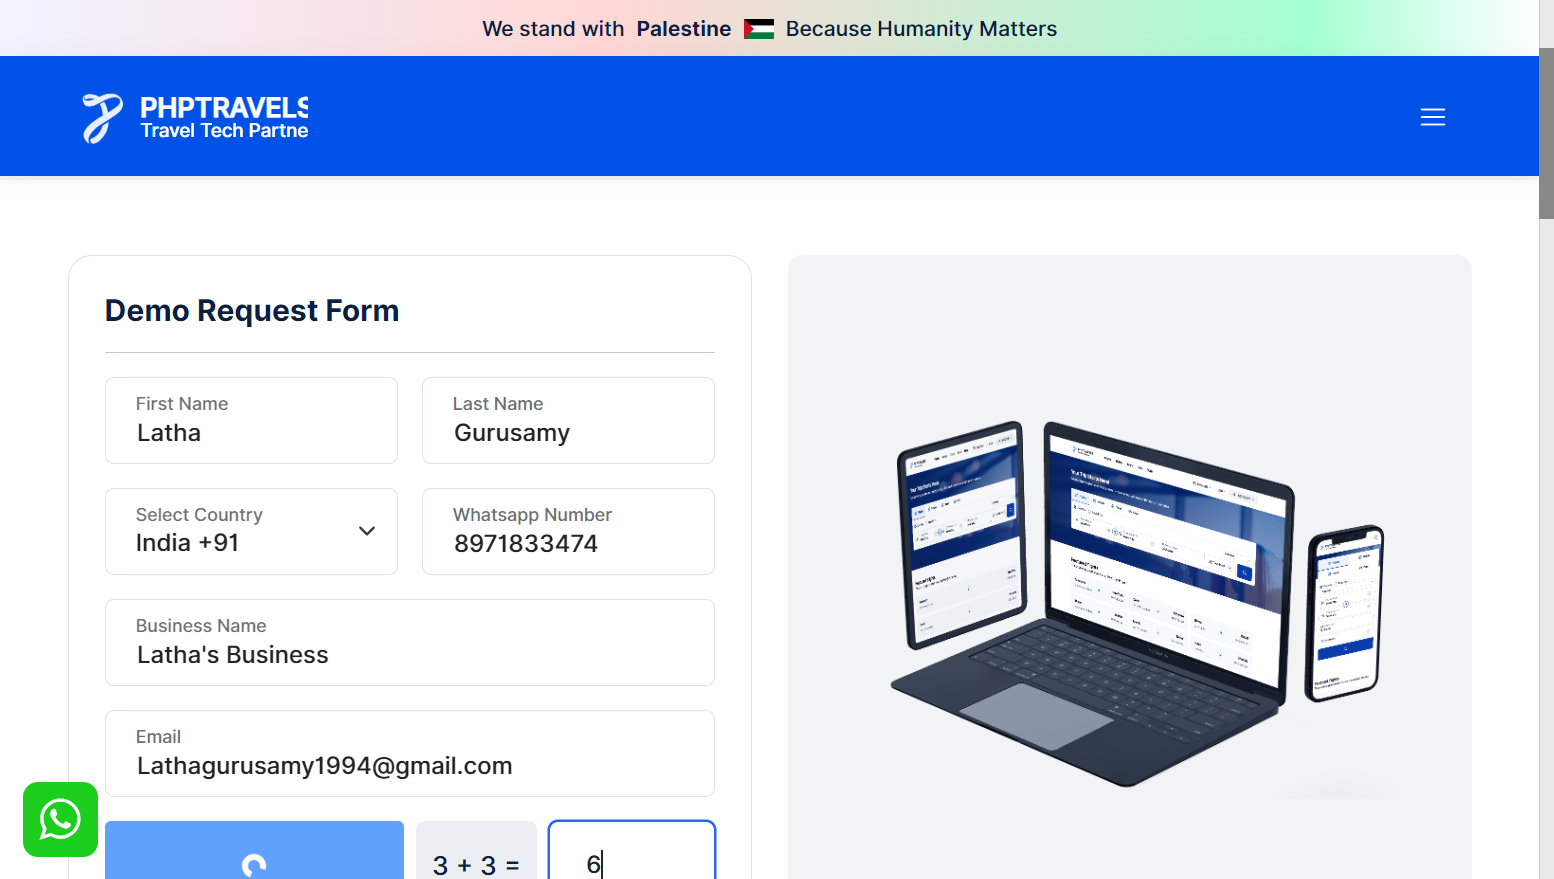 We stand with Palestine Because Humanity Matters
PHPTRAVELS
Travel Tech Partne
Demo Request Form
First Name
Latha
Last Name
Gurusamy
Select Country
India +91
Whatsapp Number
8971833474
Business Name
Latha's Business
Email
Lathagurusamy1994@gmail.com
3 + 3 =
6